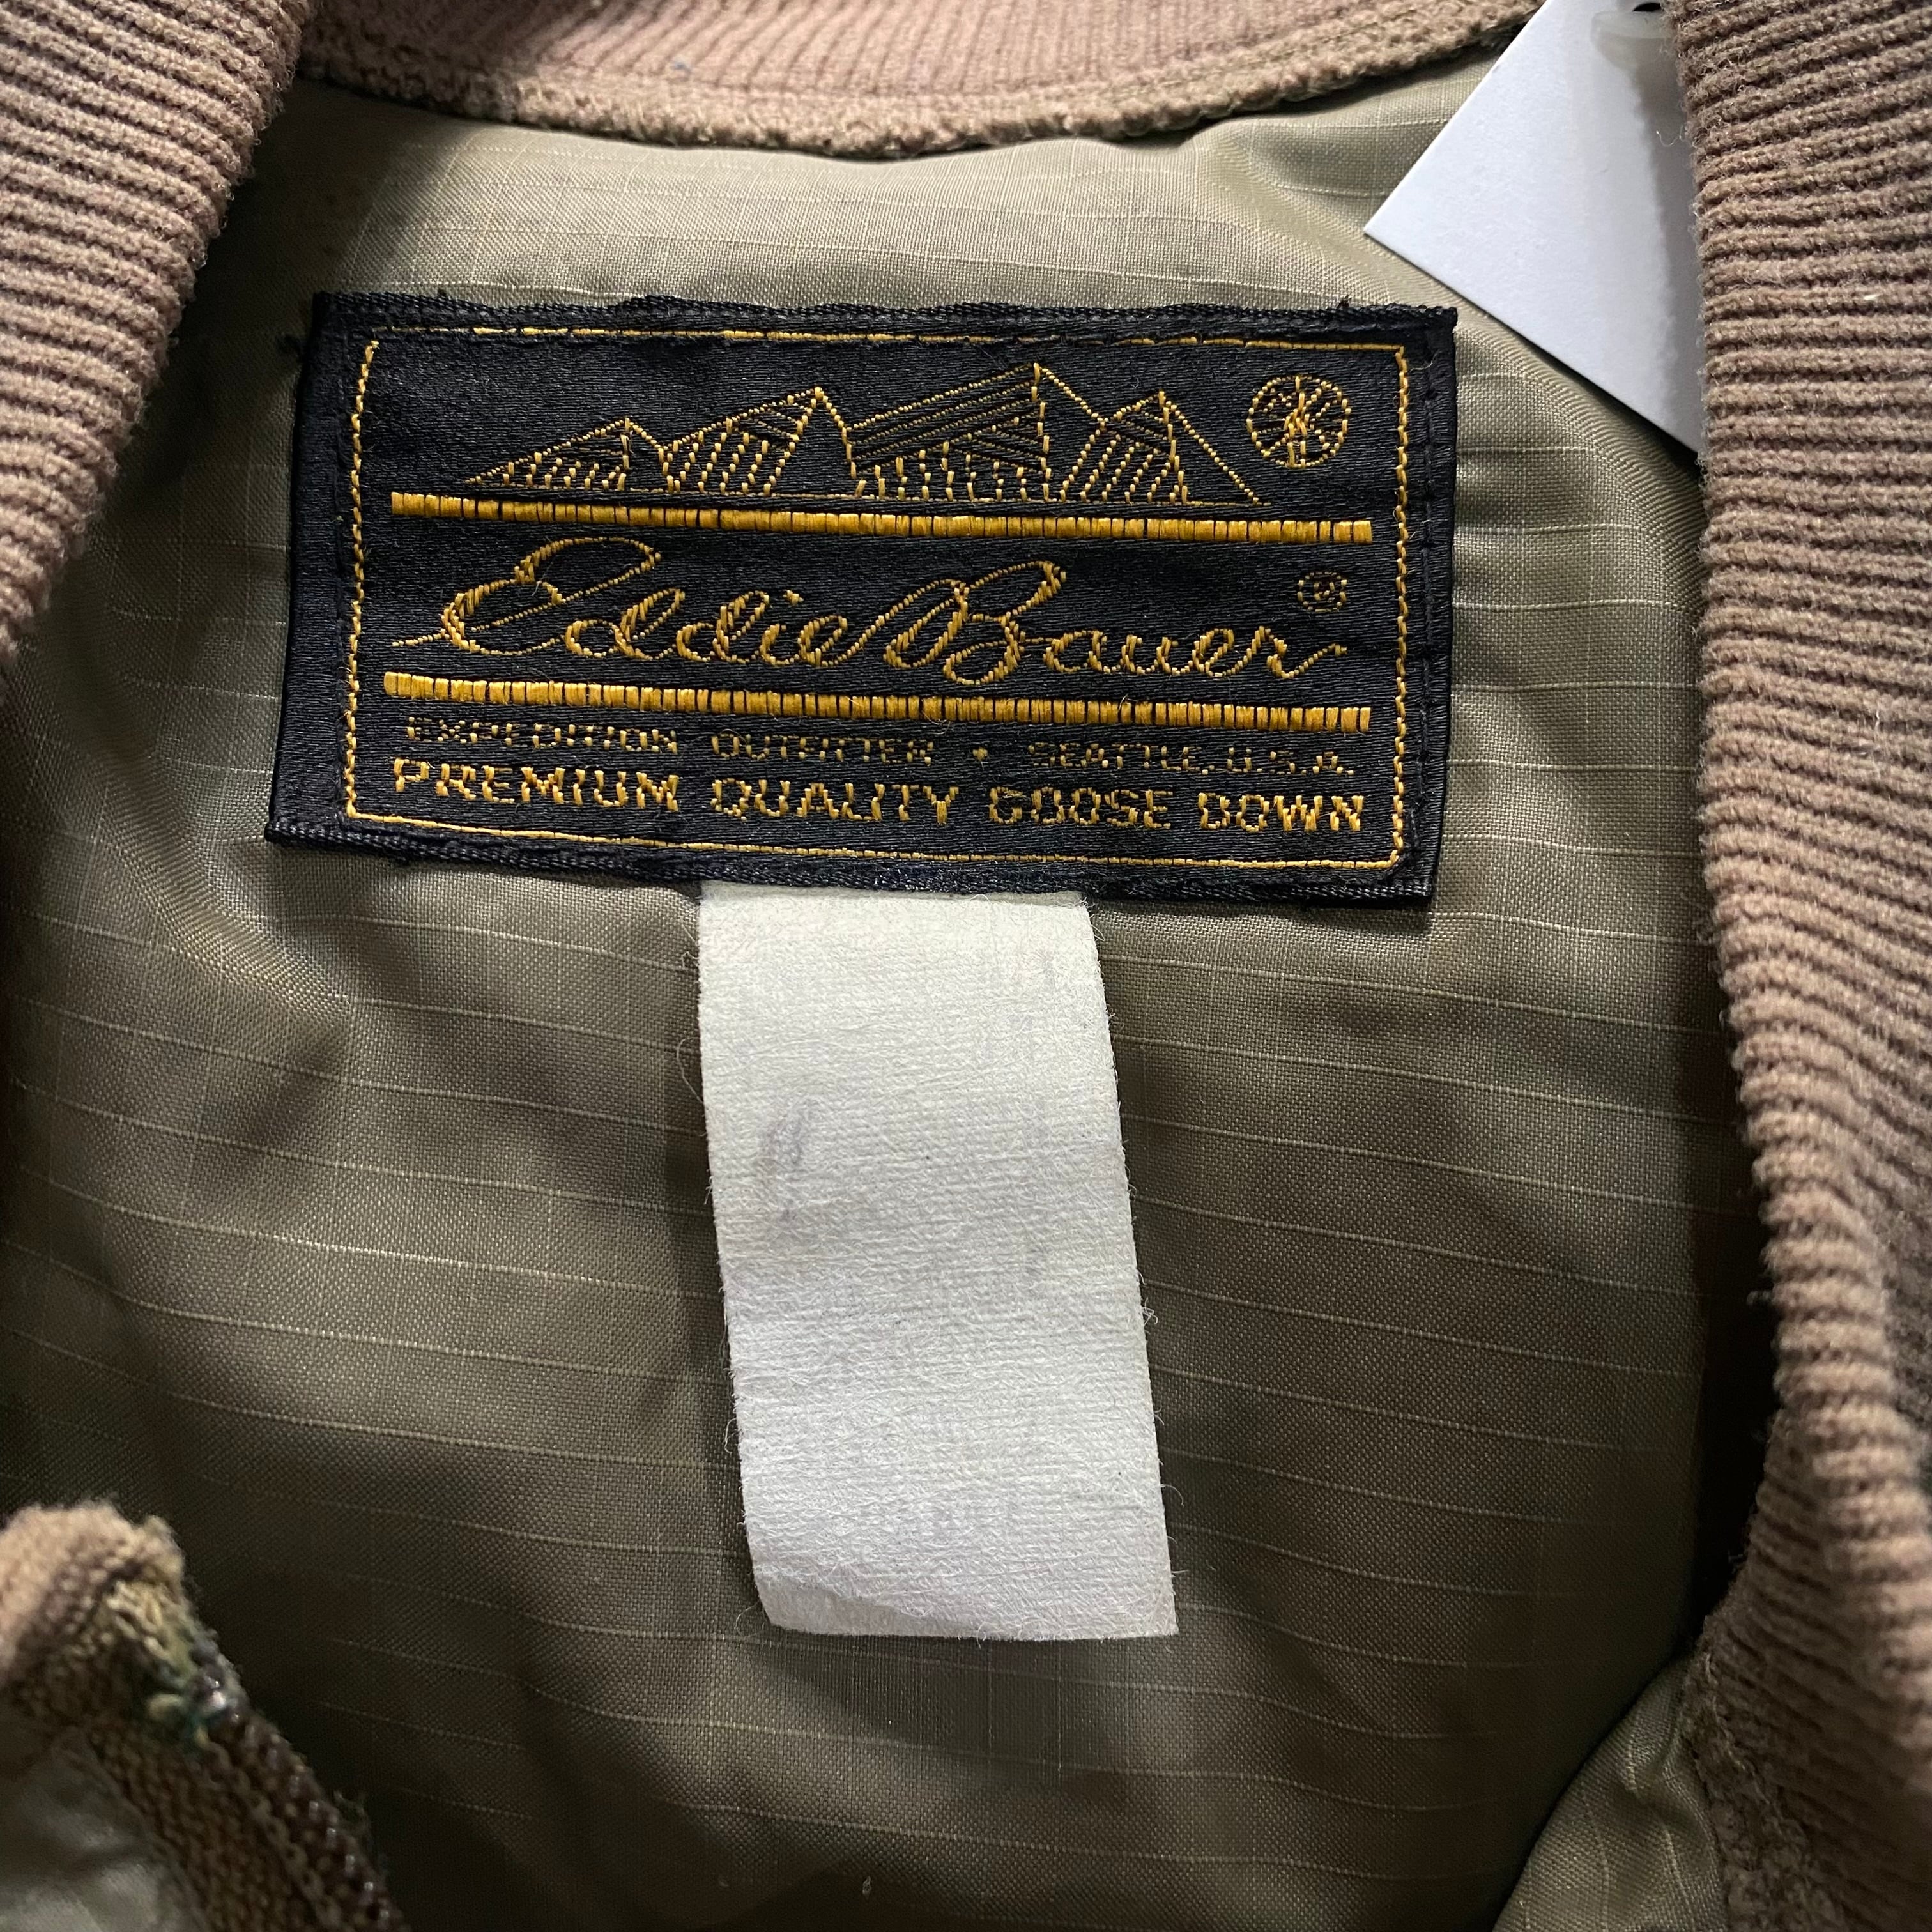 Eddie Bauer ®
EXPEDITION OUTFITTER • SEATTLE, U.S.A.
PREMIUM QUALITY GOOSE DOWN